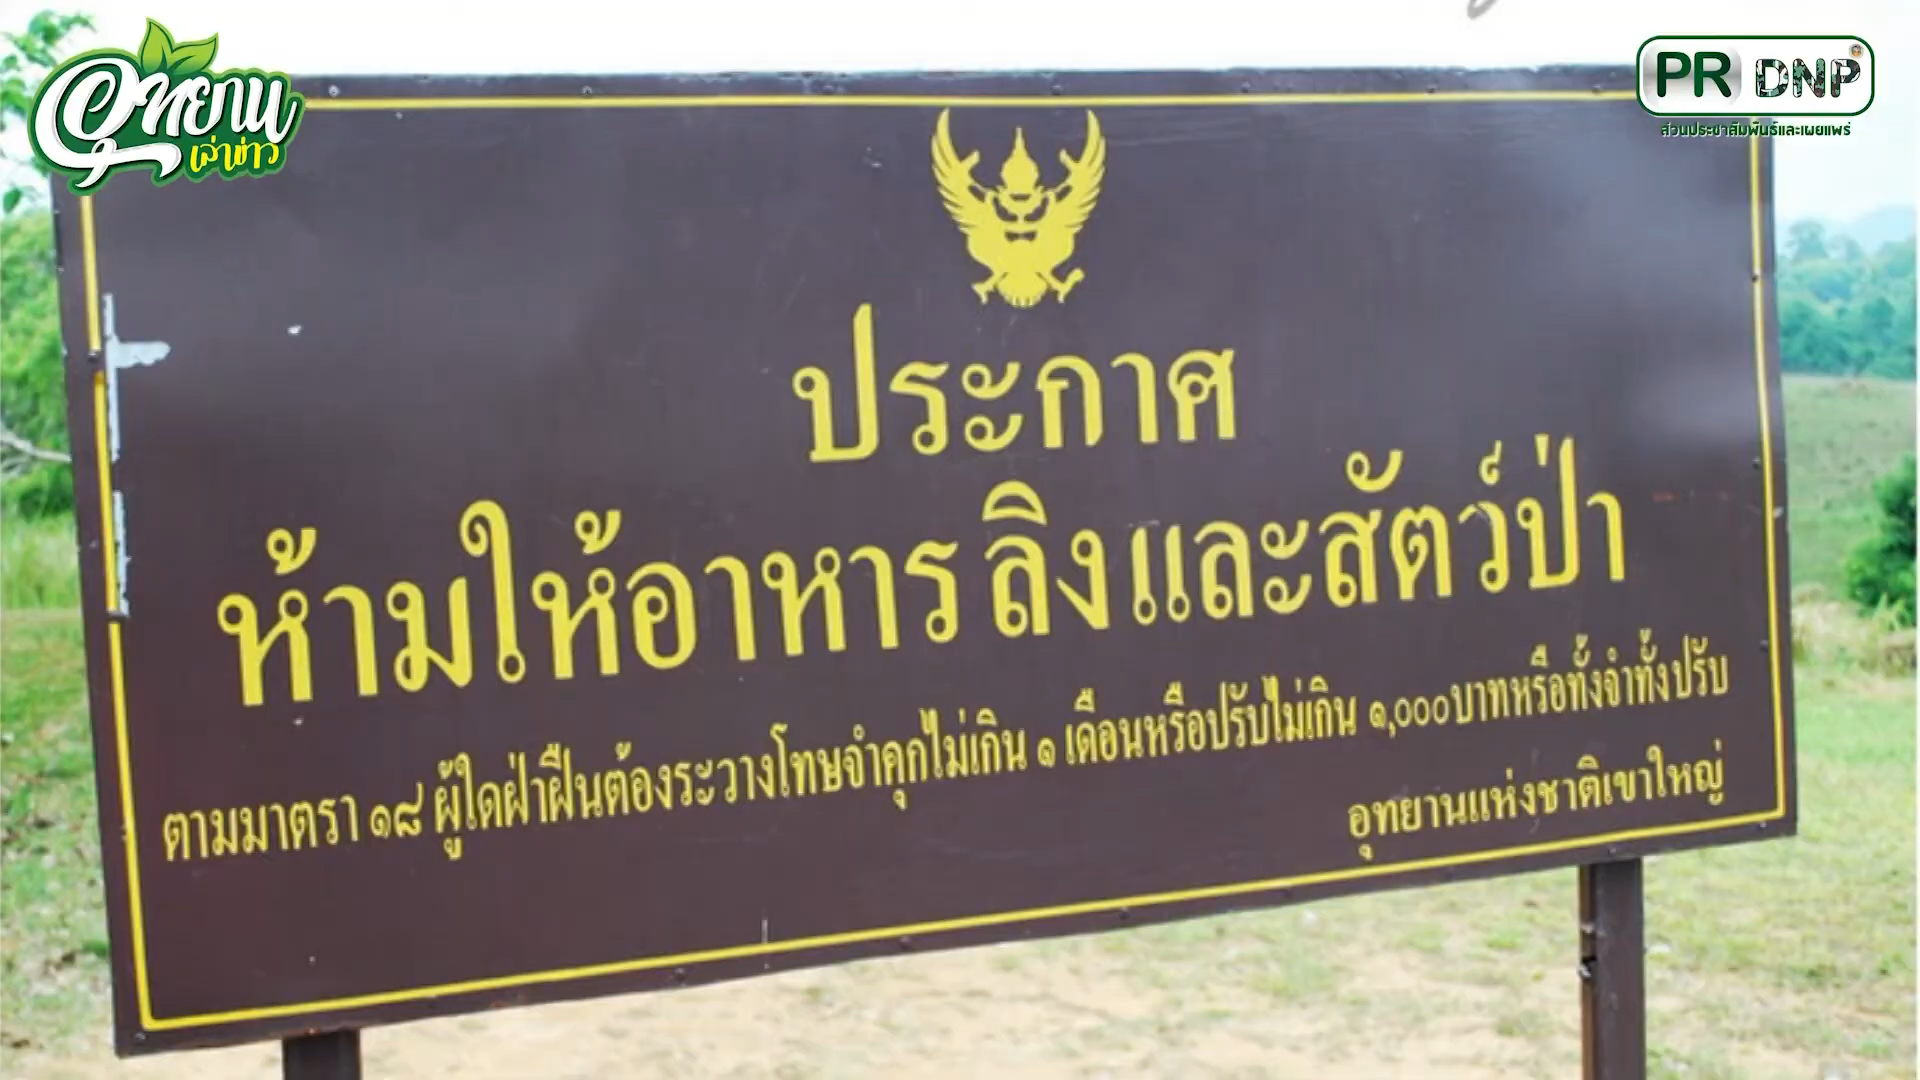 อุทยาน
เล่าข่าว
PR DNP
ส่วนประชาสัมพันธ์และเผยแพร่
ประกาศ
ห้ามให้อาหารลิงและสัตว์ป่า
ตามมาตรา ๑๘ ผู้ใดฝ่าฝืนต้องระวางโทษจำคุกไม่เกิน ๑ เดือนหรือปรับไม่เกิน ๑,๐๐๐บาทหรือทั้งจำทั้งปรับ
อุทยานแห่งชาติเขาใหญ่